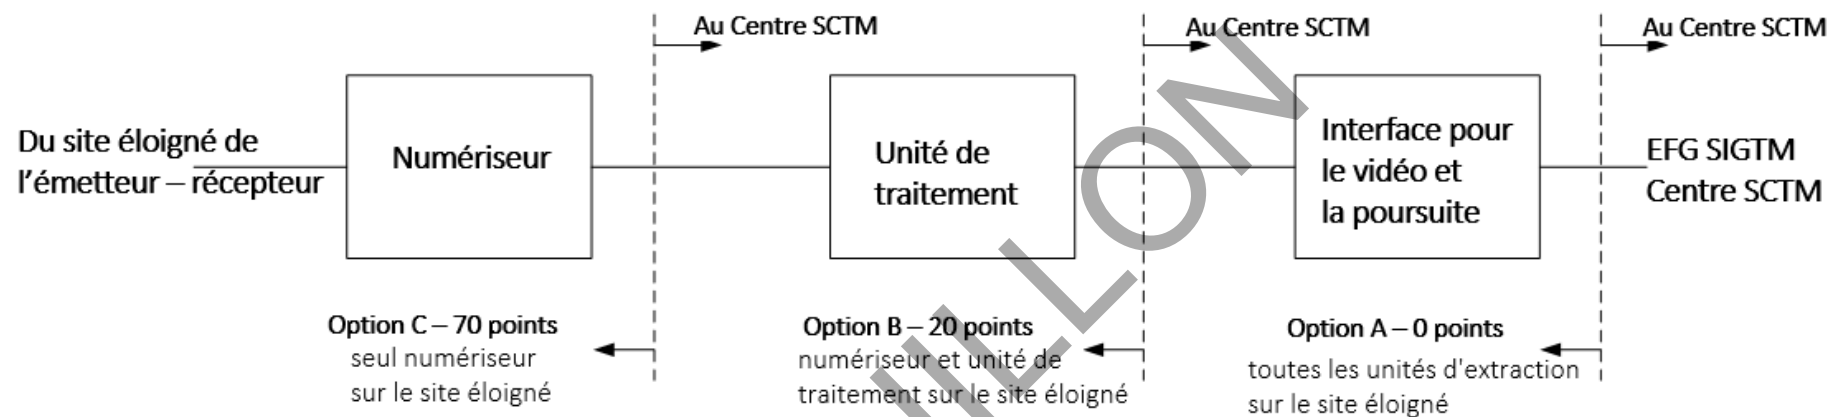 Au Centre SCTM
Au Centre SCTM
Au Centre SCTM
Du site éloigné de
l'émetteur – récepteur
Numériseur
Unité de
traitement
Interface pour
le vidéo et
la poursuite
EFG SIGTM
Centre SCTM
Option C – 70 points
seul numériseur
sur le site éloigné
Option B – 20 points
numériseur et unité de
traitement sur le site éloigné
Option A – 0 points
toutes les unités d'extraction
sur le site éloigné